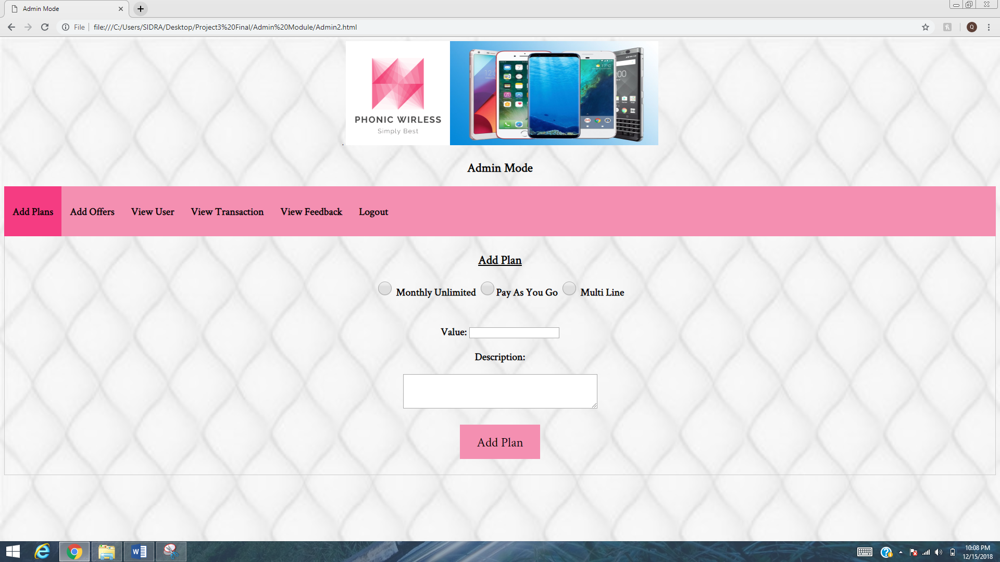 Admin Mode
File
file:///C:/Users/SIDRA/Desktop/Project3%20Final/Admin%20Module/Admin2.html
Q
PHONIC WIRLESS
Simply Best
Admin Mode
Add Plans
Add Offers
View User
View Transaction
View Feedback
Logout
Add Plan
Monthly Unlimited
Pay As You Go
Multi Line
Value:
Description:
Add Plan
10:08 PM
12/15/2018